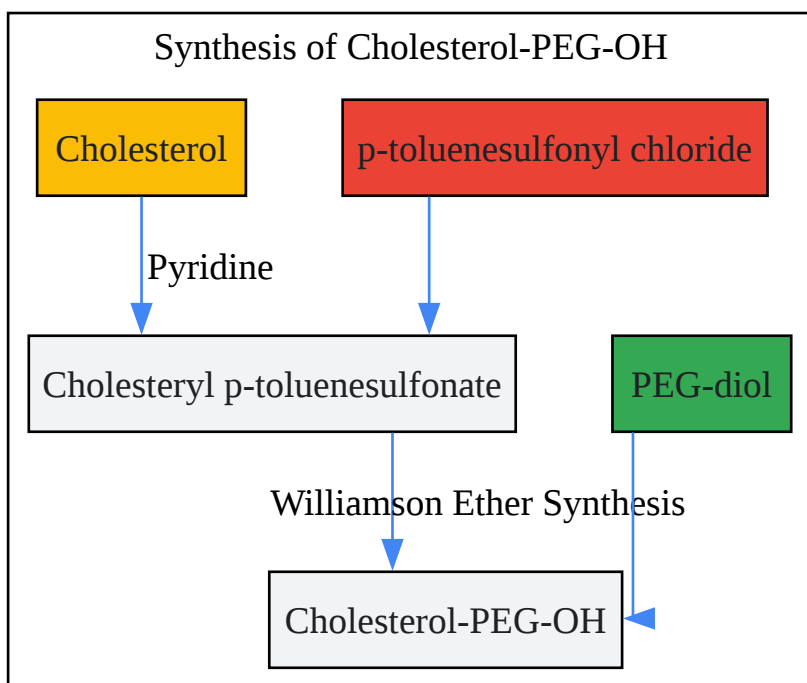 Synthesis of Cholesterol-PEG-OH
Cholesterol
p-toluenesulfonyl chloride
Pyridine
Cholesteryl p-toluenesulfonate
PEG-diol
Williamson Ether Synthesis
Cholesterol-PEG-OH